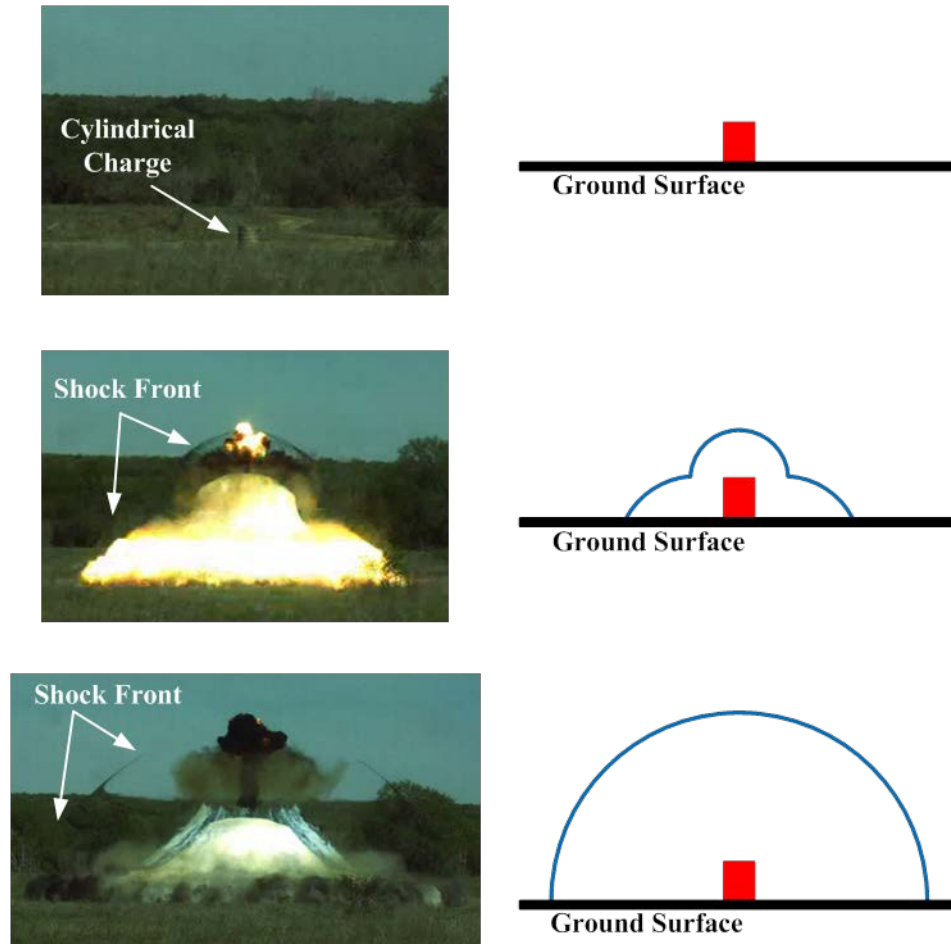 Cylindrical
Charge
Ground Surface
Shock Front
Ground Surface
Shock Front
Ground Surface